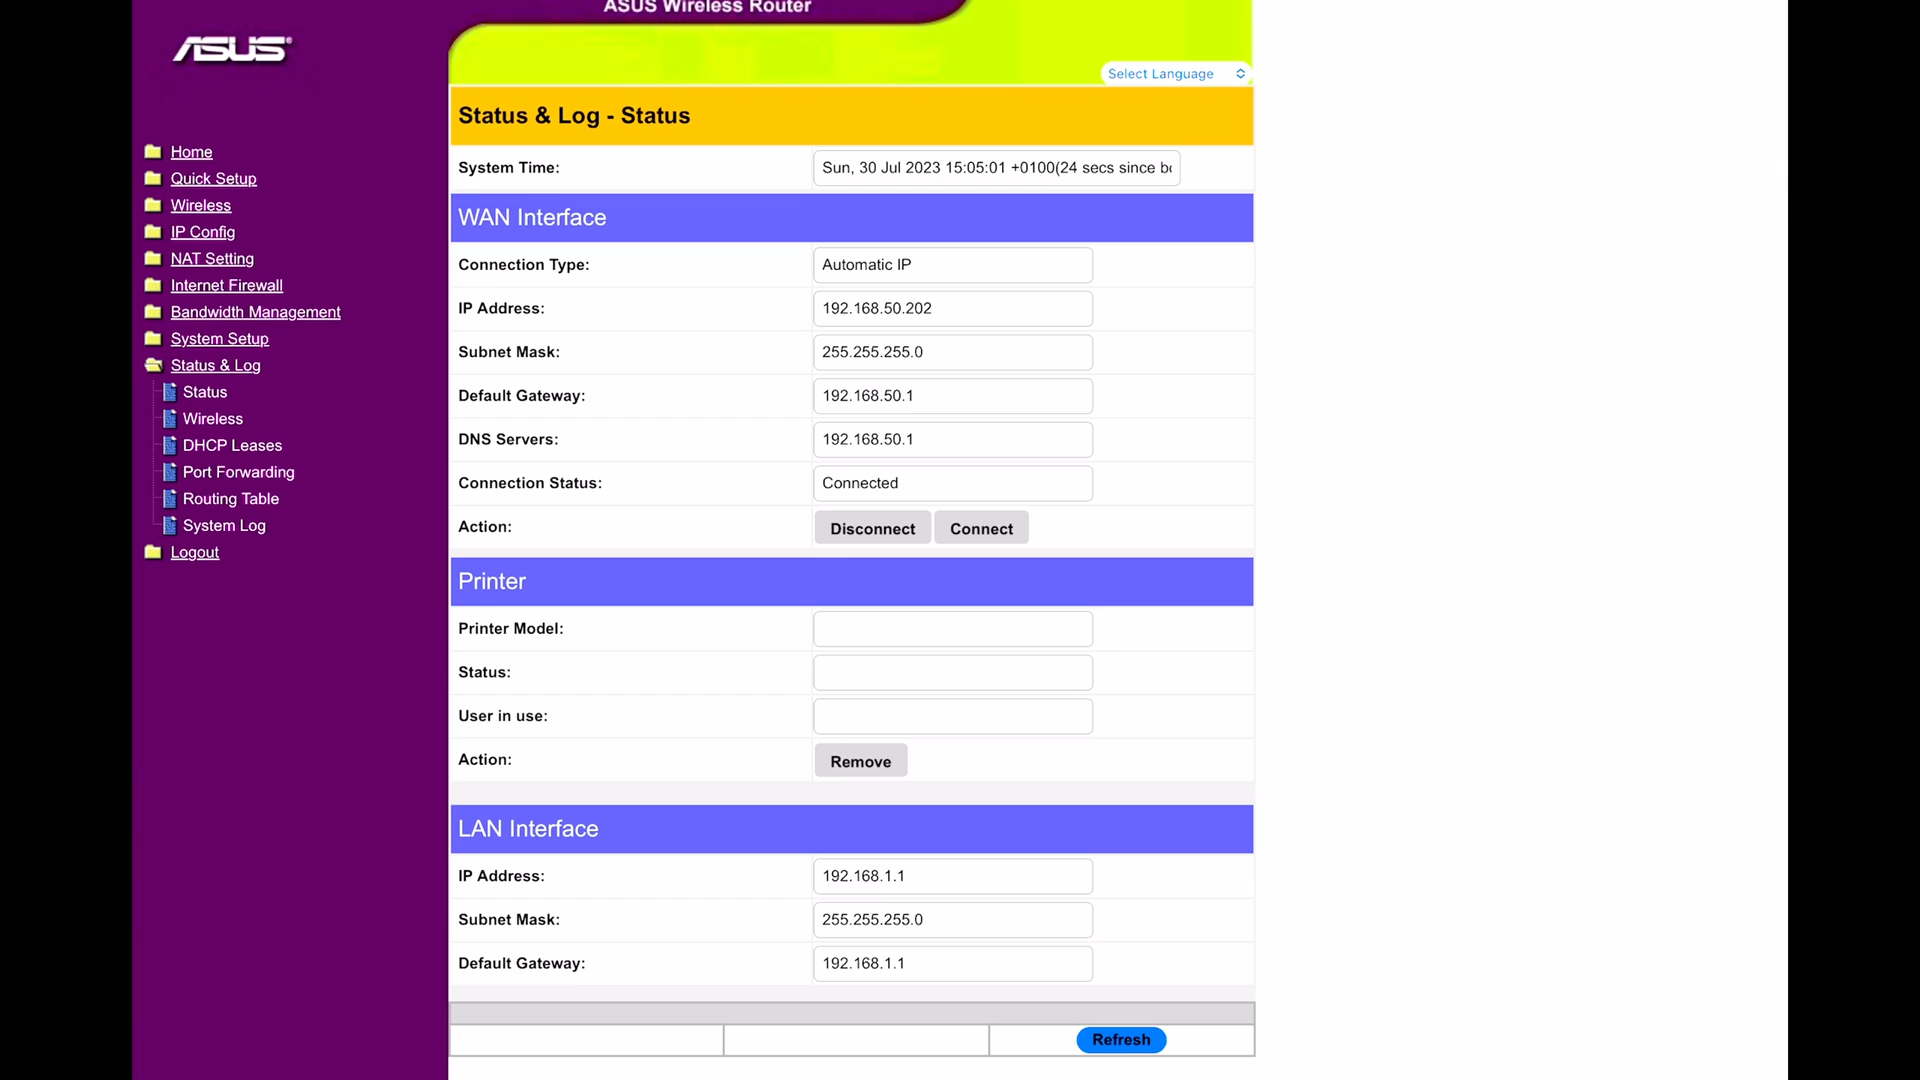 ASUS Wireless Router
ASUS
Select Language
Status & Log - Status
System Time: Sun, 30 Jul 2023 15:05:01 +0100(24 secs since
WAN Interface
Connection Type: Automatic IP
IP Address: 192.168.50.202
Subnet Mask: 255.255.255.0
Default Gateway: 192.168.50.1
DNS Servers: 192.168.50.1
Connection Status: Connected
Action: Disconnect Connect
Printer
Printer Model:
Status:
User in use:
Action: Remove
LAN Interface
IP Address: 192.168.1.1
Subnet Mask: 255.255.255.0
Default Gateway: 192.168.1.1
Refresh
Home
Quick Setup
Wireless
IP Config
NAT Setting
Internet Firewall
Bandwidth Management
System Setup
Status & Log
Status
Wireless
DHCP Leases
Port Forwarding
Routing Table
System Log
Logout